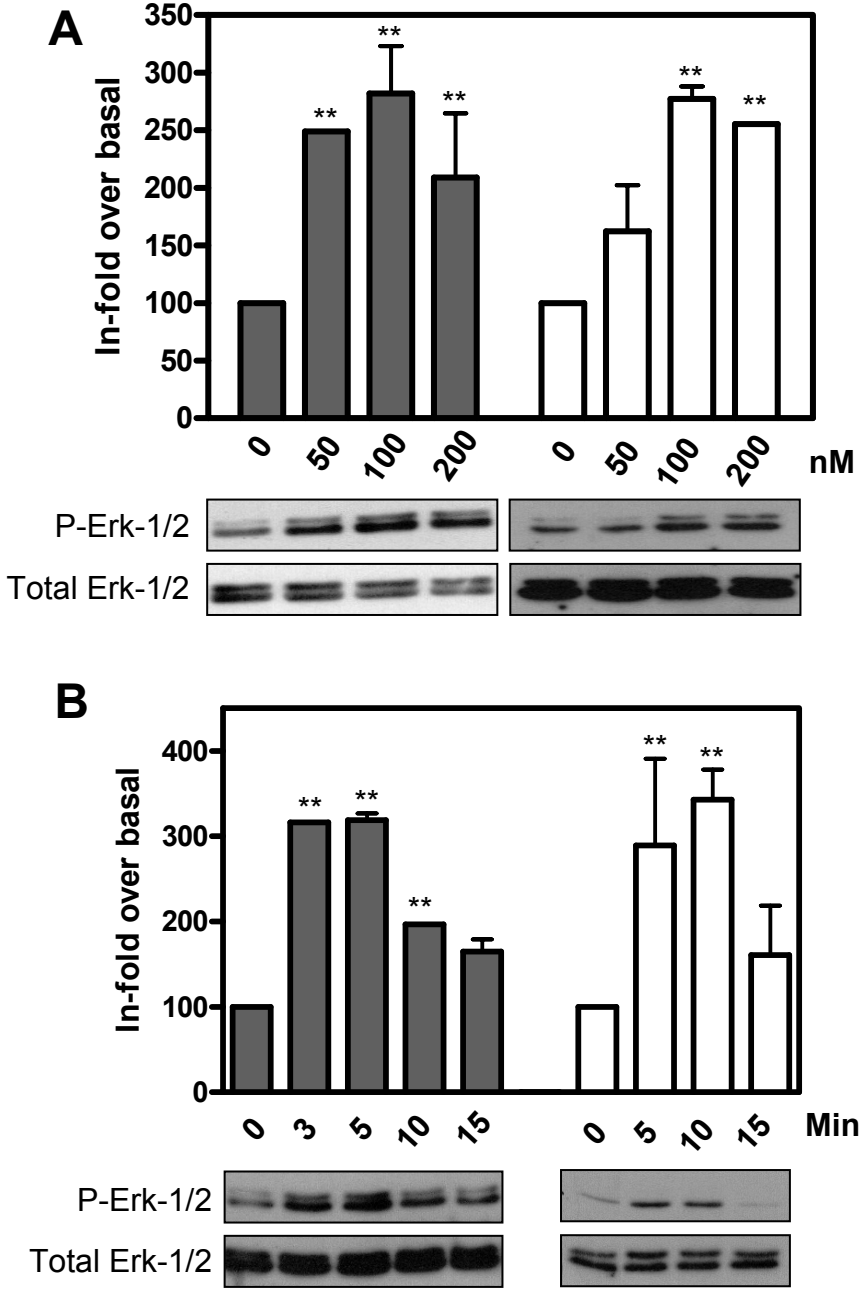 A
In-fold over basal
350
300
250
200
150
100
50
0
** ** ** ** **
0 50 100 200 0 50 100 200 nM
P-Erk-1/2
Total Erk-1/2
B
In-fold over basal
400
300
200
100
0
** ** ** ** **
0 3 5 10 15 0 5 10 15 Min
P-Erk-1/2
Total Erk-1/2